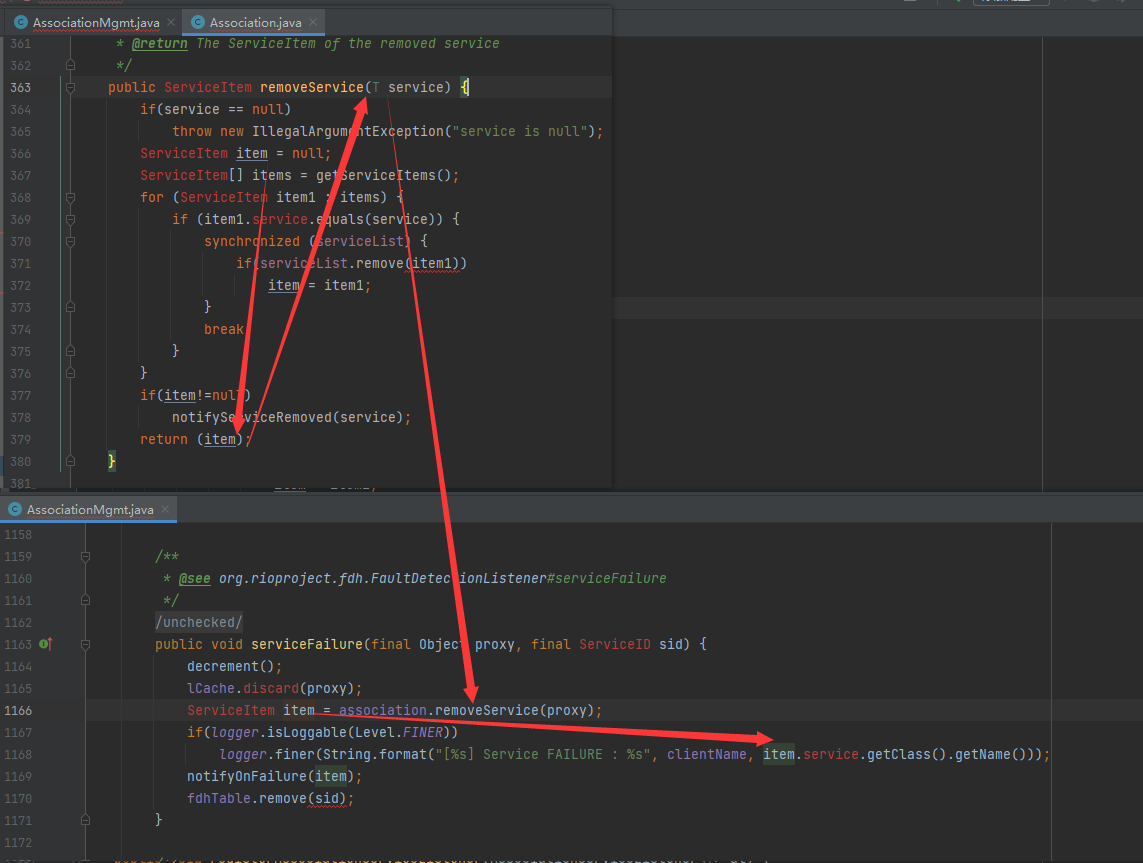 AssociationMgmt.java
Association.java
361 * @return The ServiceItem of the removed service
362 */
363 public ServiceItem removeService(T service) {
364 if(service == null)
365 throw new IllegalArgumentException("service is null");
366 ServiceItem item = null;
367 ServiceItem[] items = getServiceItems();
368 for (ServiceItem item1 : items) {
369 if (item1.service.equals(service)) {
370 synchronized (serviceList) {
371 if(serviceList.remove(item1))
372 item = item1;
373 }
374 break
375 }
376 }
377 if(item!=null)
378 notifyServiceRemoved(service);
379 return (item);
380 }
381
AssociationMgmt.java
1158
1159 /**
1160 * @see org.rioproject.fdh.FaultDetectionListener#serviceFailure
1161 */
1162 /unchecked/
1163 public void serviceFailure(final Object proxy, final ServiceID sid) {
1164 decrement();
1165 lCache.discard(proxy);
1166 ServiceItem item = association.removeService(proxy);
1167 if(logger.isLoggable(Level.FINER))
1168 logger.finer(String.format("[%s] Service FAILURE : %s", clientName, item.service.getClass().getName()));
1169 notifyOnFailure(item);
1170 fdhTable.remove(sid);
1171 }
1172